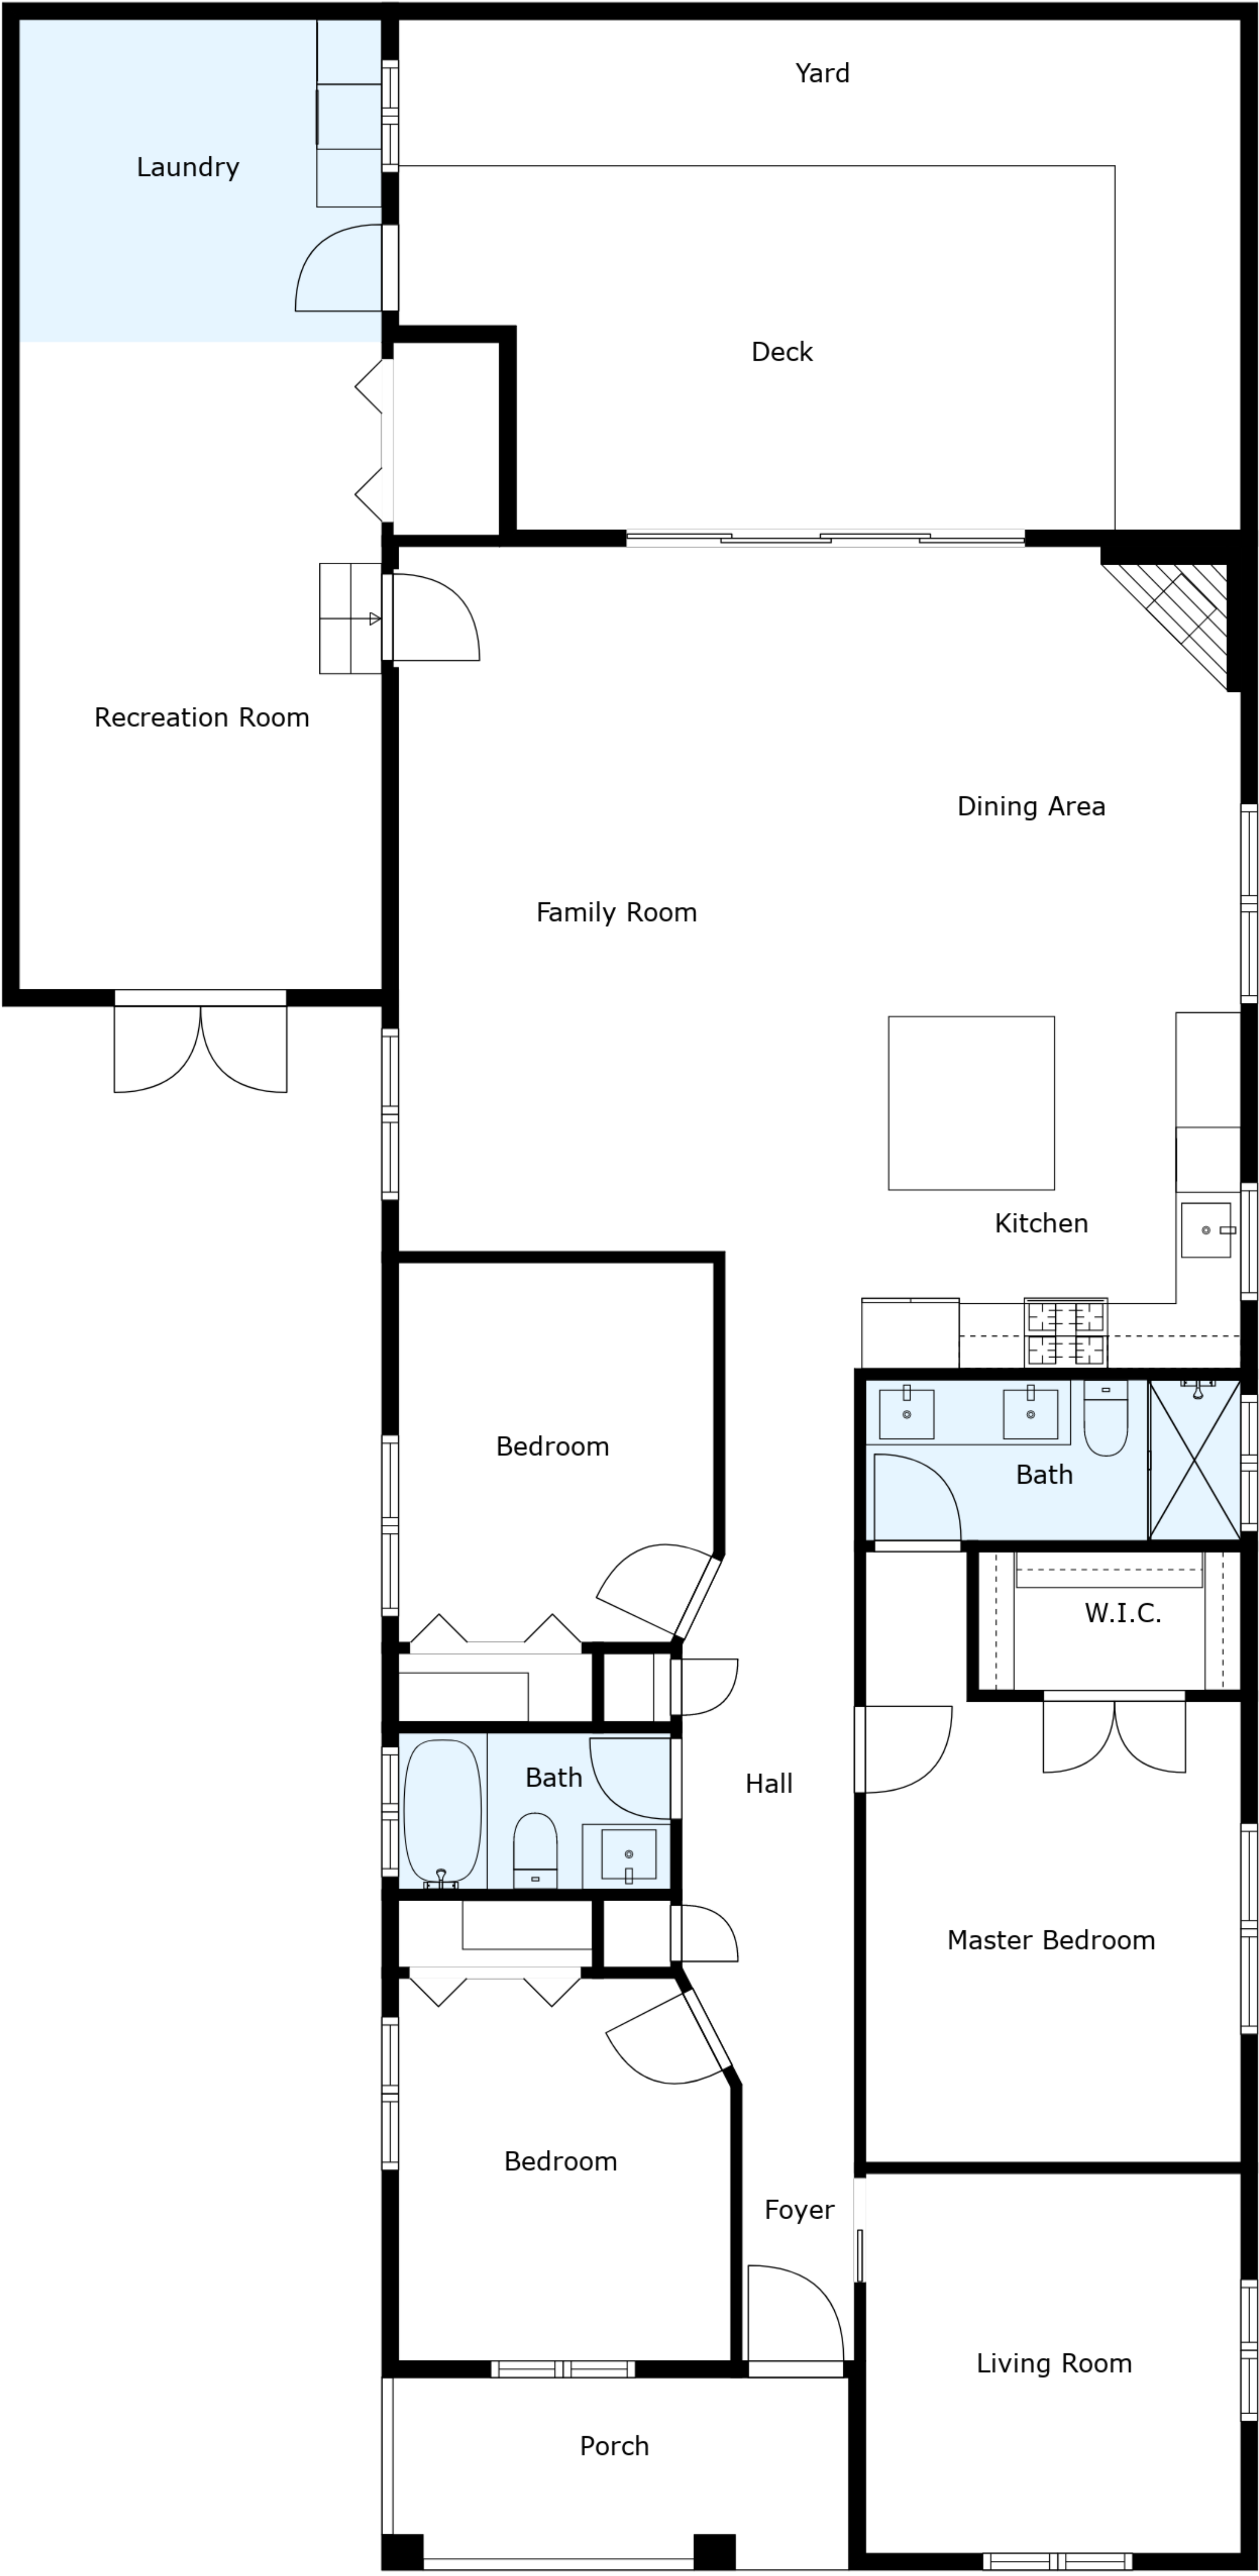 Yard
Laundry
Deck
Recreation Room
Dining Area
Family Room
Kitchen
Bedroom
Bath
W.I.C.
Bath
Hall
Master Bedroom
Bedroom
Foyer
Living Room
Porch